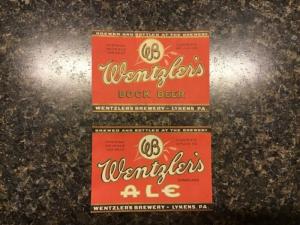 BREWED AND BOTTLED AT THE BREWERY
WB
Wentzler's
BOCK BEER
WENTZLER'S BREWERY - LYKENS, PA.
BREWED AND BOTTLED AT THE BREWERY
WB
Wentzler's
ALE
WENTZLER'S BREWERY - LYKENS, PA.